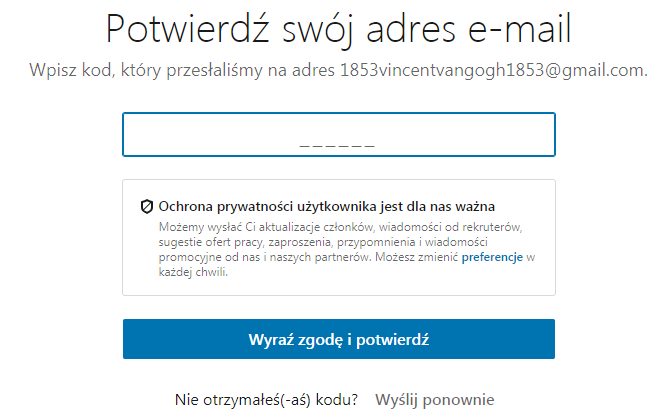 Potwierdź swój adres e-mail
Wpisz kod, który przesłaliśmy na adres 1853vincentvangogh1853@gmail.com.
______
Ochrona prywatności użytkownika jest dla nas ważna
Możemy wysłać Ci aktualizacje członków, wiadomości od rekruterów,
sugestie ofert pracy, zaproszenia, przypomnienia i wiadomości
promocyjne od nas i naszych partnerów. Możesz zmienić preferencje w
każdej chwili.
Wyraź zgodę i potwierdź
Nie otrzymałeś(-aś) kodu? Wyślij ponownie